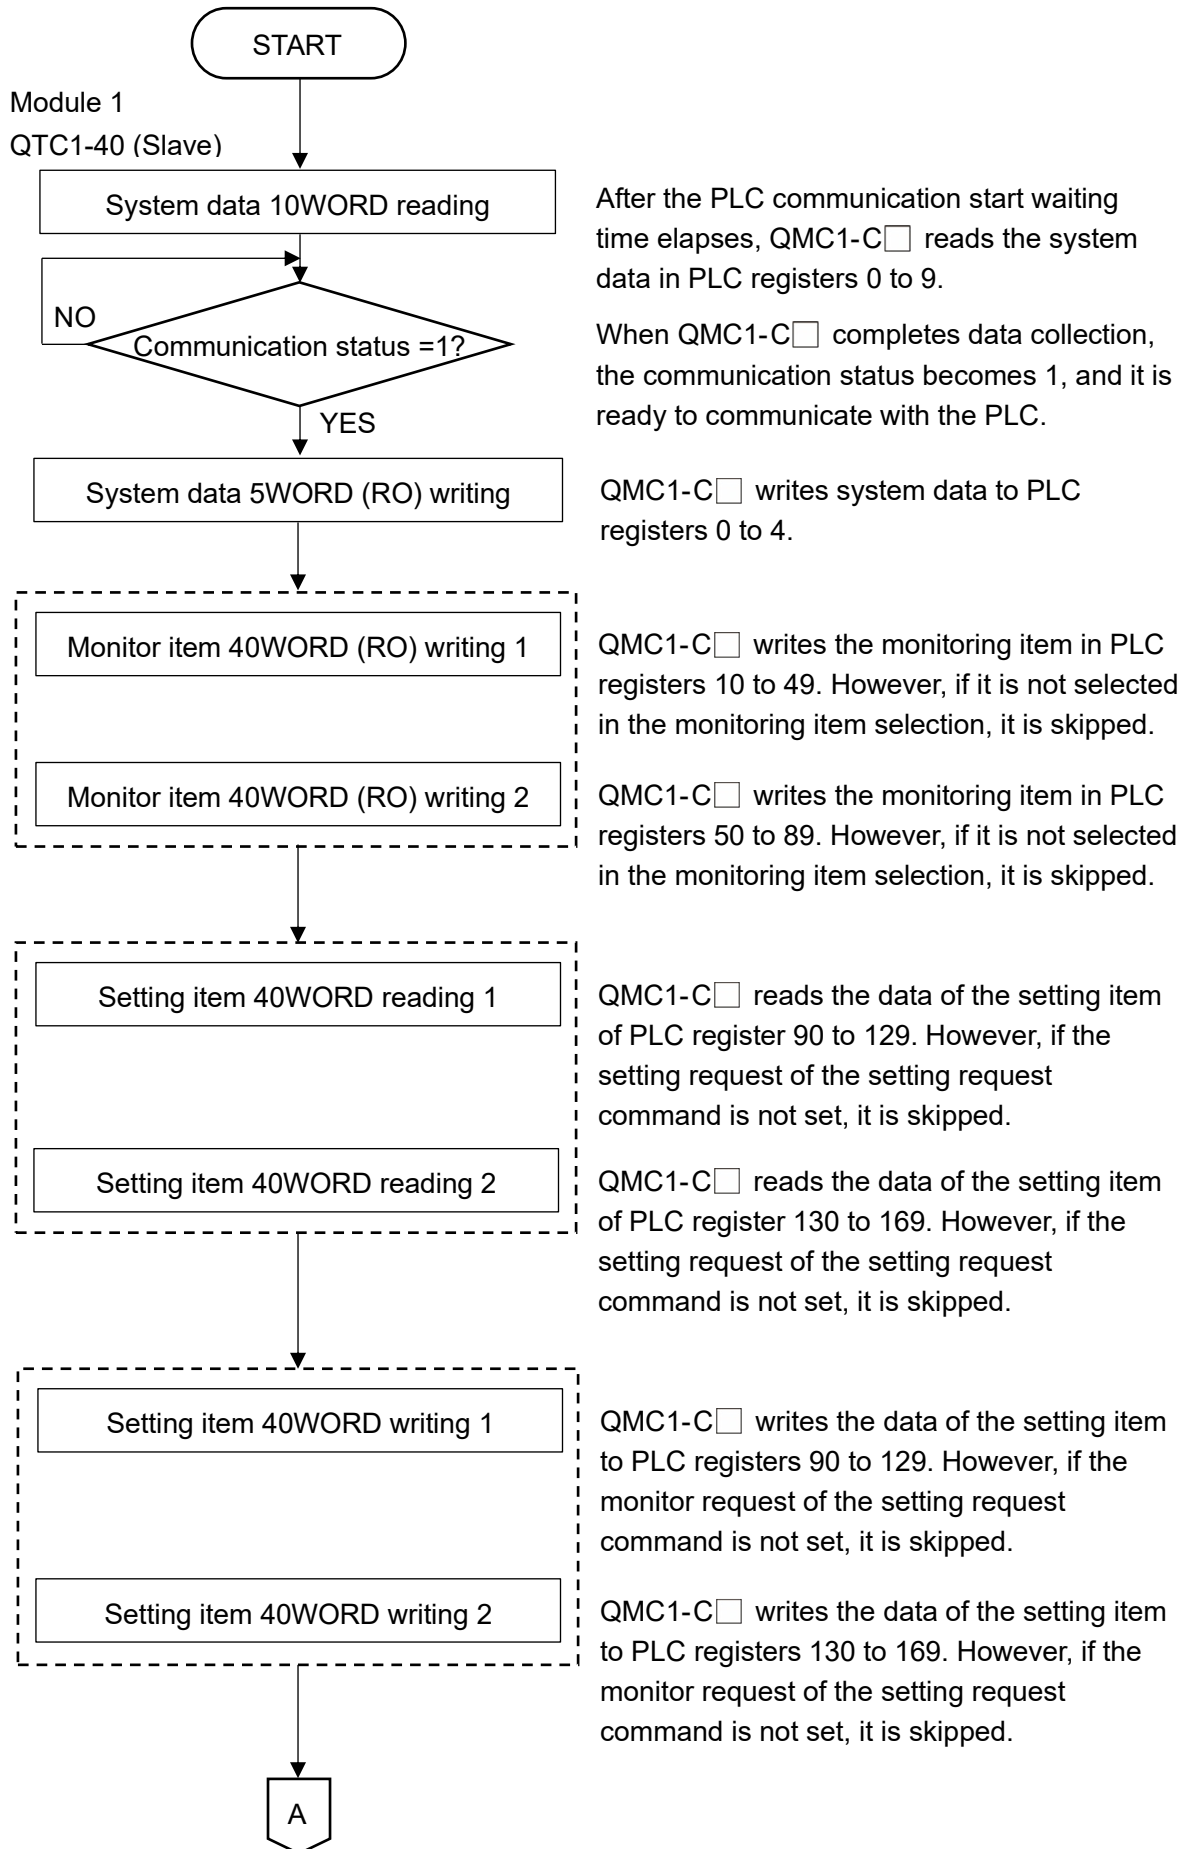 START
Module 1
QTC1-40 (Slave)
System data 10WORD reading
After the PLC communication start waiting
time elapses, QMC1-C□ reads the system
data in PLC registers 0 to 9.
NO
Communication status =1?
When QMC1-C□ completes data collection,
the communication status becomes 1, and it is
ready to communicate with the PLC.
YES
System data 5WORD (RO) writing
QMC1-C□ writes system data to PLC
registers 0 to 4.
Monitor item 40WORD (RO) writing 1
QMC1-C□ writes the monitoring item in PLC
registers 10 to 49. However, if it is not selected
in the monitoring item selection, it is skipped.
Monitor item 40WORD (RO) writing 2
QMC1-C□ writes the monitoring item in PLC
registers 50 to 89. However, if it is not selected
in the monitoring item selection, it is skipped.
Setting item 40WORD reading 1
QMC1-C□ reads the data of the setting item
of PLC register 90 to 129. However, if the
setting request of the setting request
command is not set, it is skipped.
Setting item 40WORD reading 2
QMC1-C□ reads the data of the setting item
of PLC register 130 to 169. However, if the
setting request of the setting request
command is not set, it is skipped.
Setting item 40WORD writing 1
QMC1-C□ writes the data of the setting item
to PLC registers 90 to 129. However, if the
monitor request of the setting request
command is not set, it is skipped.
Setting item 40WORD writing 2
QMC1-C□ writes the data of the setting item
to PLC registers 130 to 169. However, if the
monitor request of the setting request
command is not set, it is skipped.
A